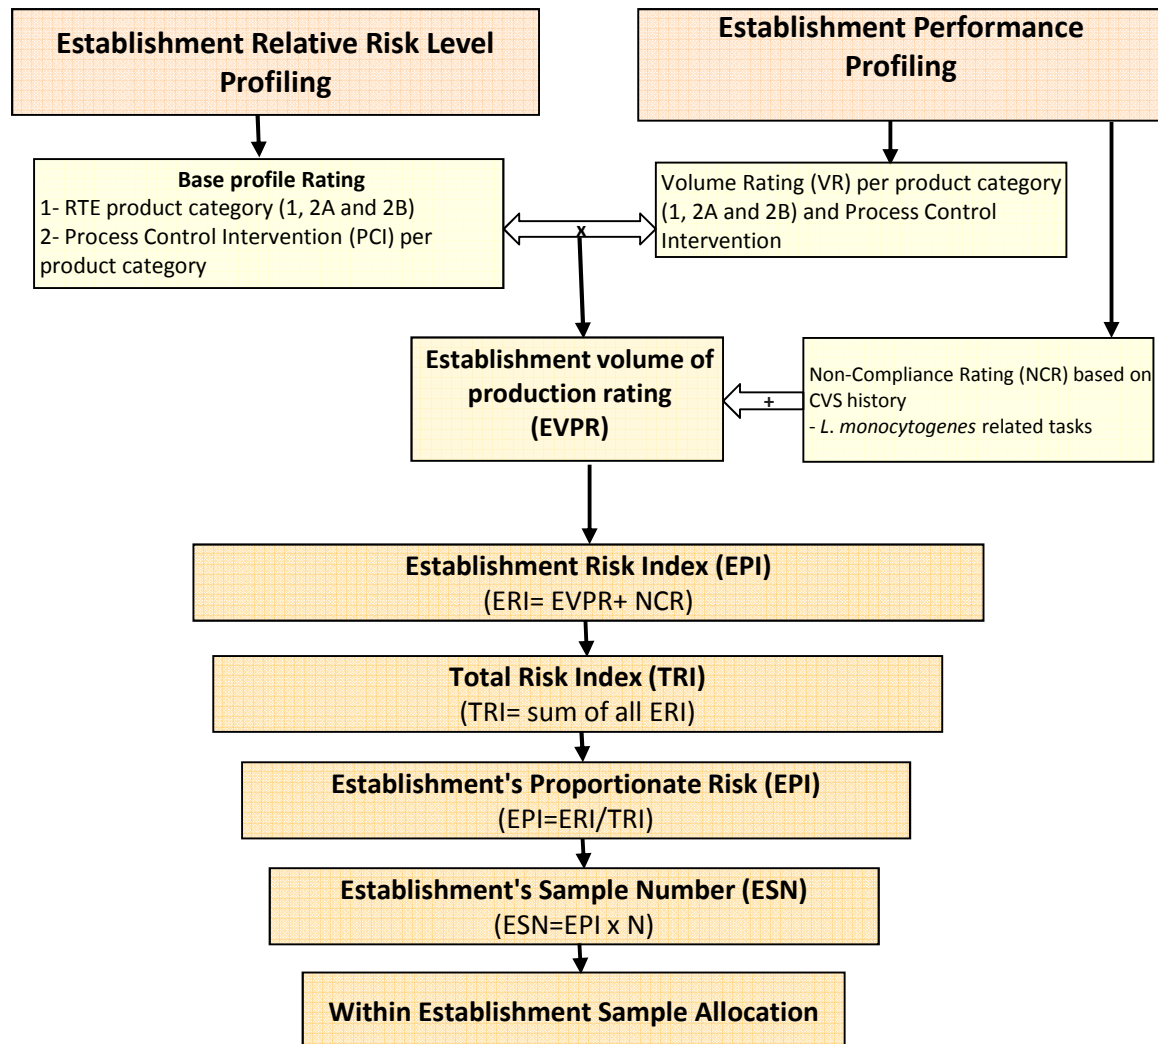 Establishment Relative Risk Level
Profiling
Establishment Performance
Profiling
Base profile Rating
1- RTE product category (1, 2A and 2B)
2- Process Control Intervention (PCI) per
product category
x
Volume Rating (VR) per product category
(1, 2A and 2B) and Process Control
Intervention
Establishment volume of
production rating
(EVPR)
+
Non-Compliance Rating (NCR) based on
CVS history
- L. monocytogenes related tasks
Establishment Risk Index (EPI)
(ERI= EVPR+ NCR)
Total Risk Index (TRI)
(TRI= sum of all ERI)
Establishment's Proportionate Risk (EPI)
(EPI=ERI/TRI)
Establishment's Sample Number (ESN)
(ESN=EPI x N)
Within Establishment Sample Allocation